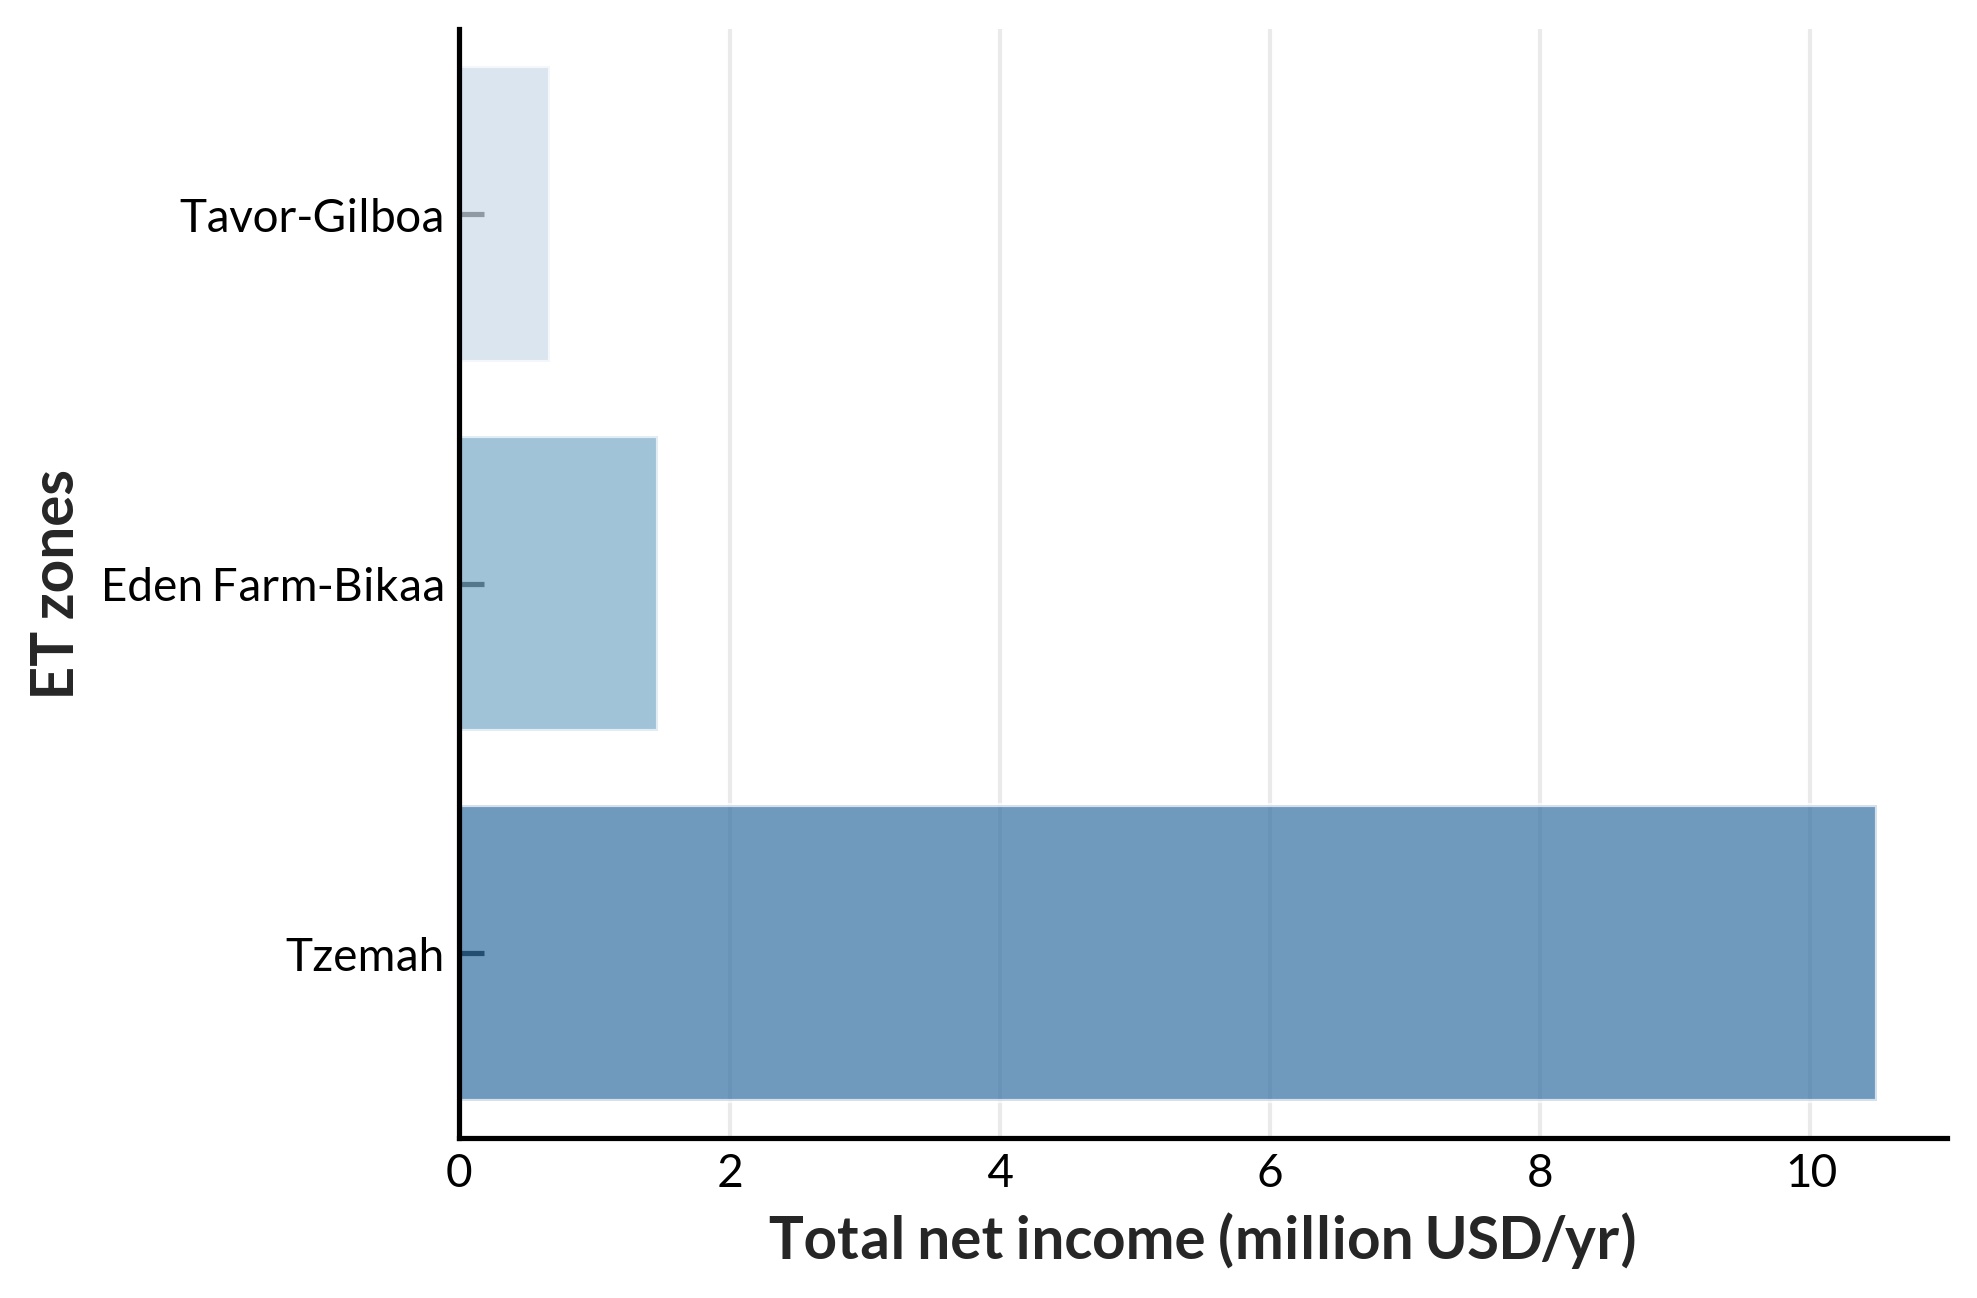 ET zones
Tavor-Gilboa
Eden Farm-Bikaa
Tzemah
0 2 4 6 8 10
Total net income (million USD/yr)